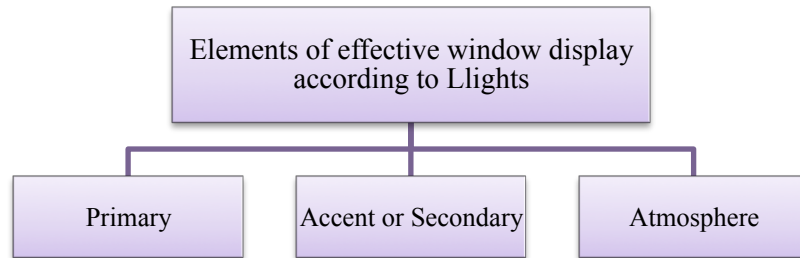 Elements of effective window display
according to Llights
Primary
Accent or Secondary
Atmosphere